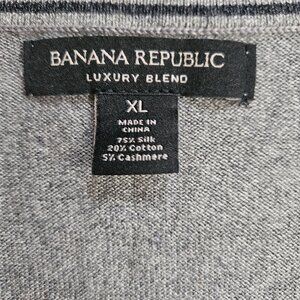 BANANA REPUBLIC
LUXURY BLEND
XL
MADE IN
CHINA
75% Silk
20% Cotton
5% Cashmere